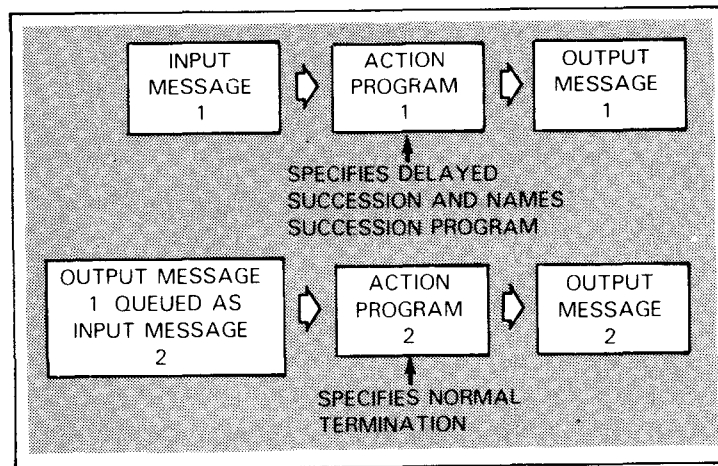 INPUT
MESSAGE
1
ACTION
PROGRAM
1
OUTPUT
MESSAGE
1
SPECIFIES DELAYED
SUCCESSION AND NAMES
SUCCESSION PROGRAM
OUTPUT MESSAGE
1 QUEUED AS
INPUT MESSAGE
2
ACTION
PROGRAM
2
OUTPUT
MESSAGE
2
SPECIFIES NORMAL
TERMINATION